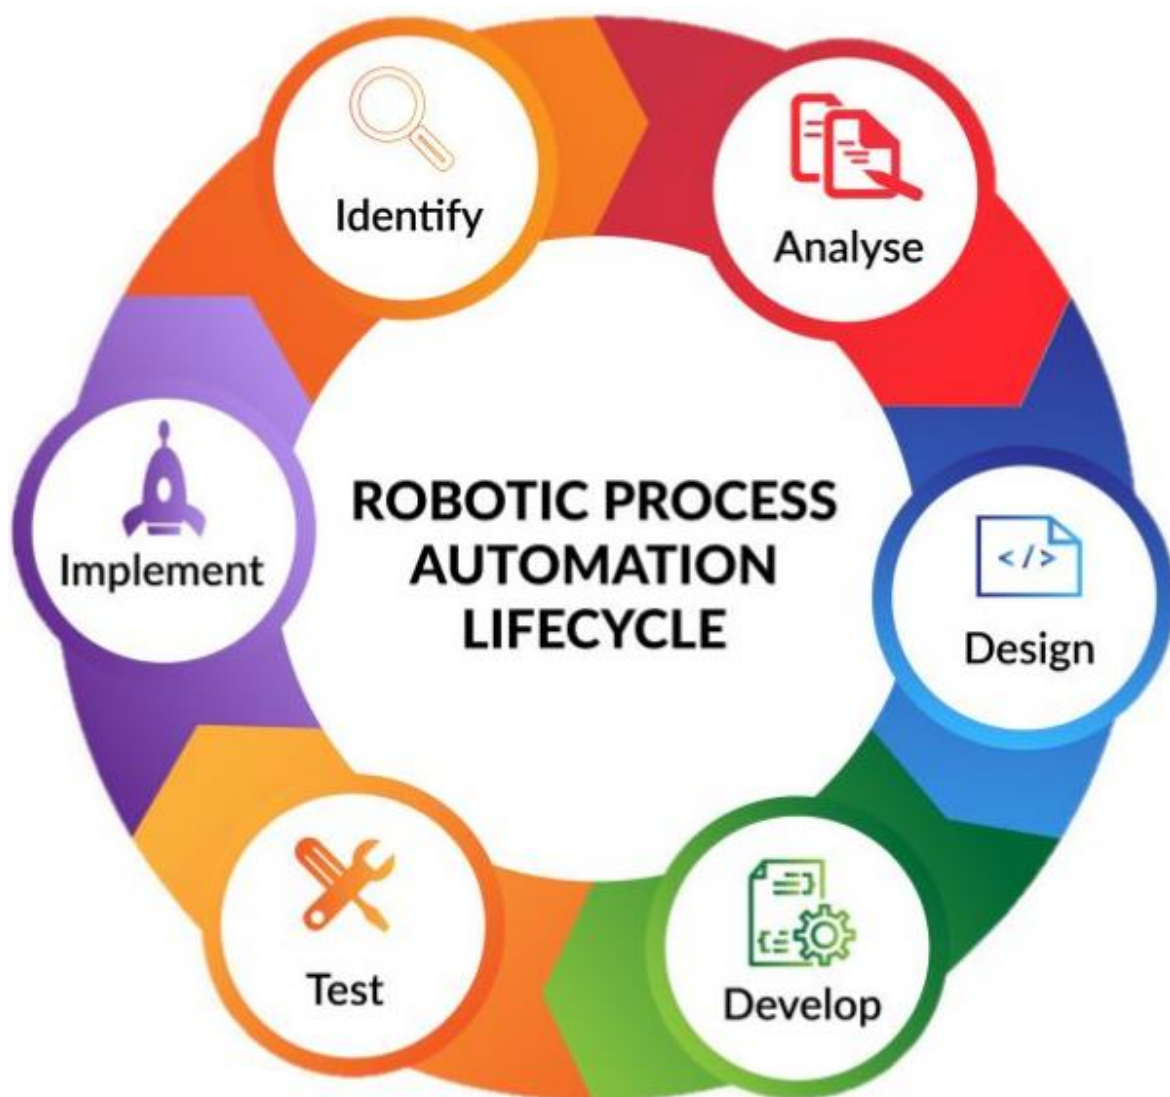 Identify
Analyse
Design
Develop
Test
Implement
ROBOTIC PROCESS
AUTOMATION
LIFECYCLE